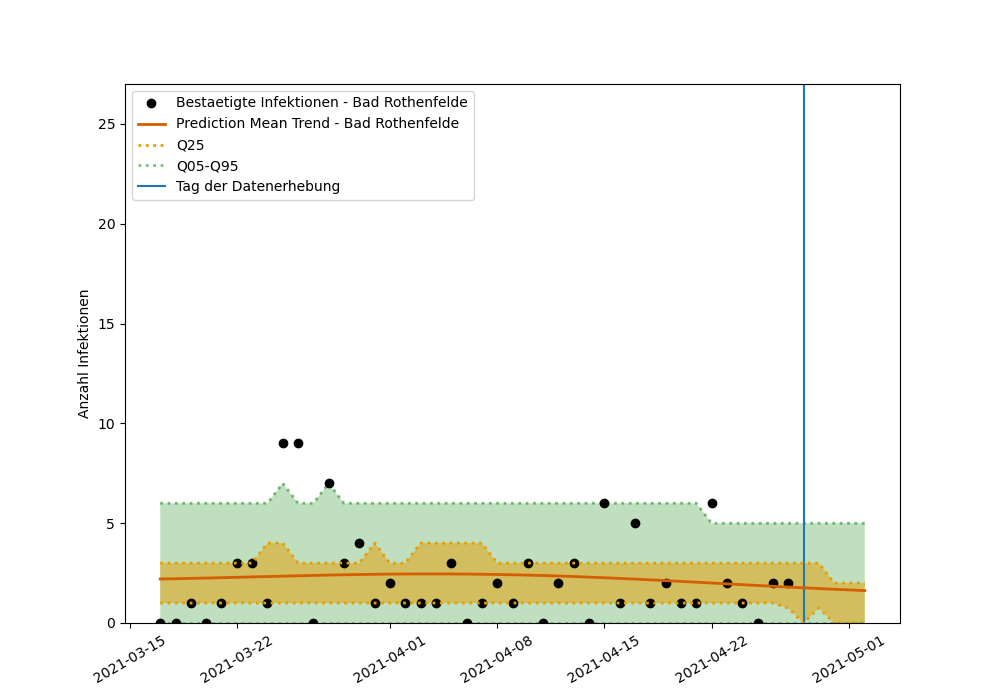 Bestaetigte Infektionen - Bad Rothenfelde
Prediction Mean Trend - Bad Rothenfelde
Q25
Q05-Q95
Tag der Datenerhebung
Anzahl Infektionen
25
20
15
10
5
0
2021-03-15
2021-03-22
2021-04-01
2021-04-08
2021-04-15
2021-04-22
2021-05-01